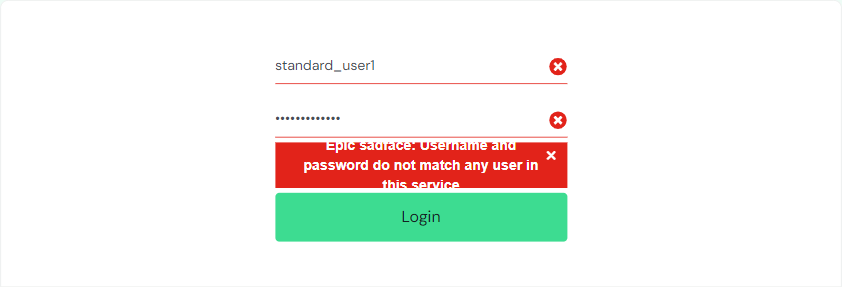 standard_user1
•••••••••••••
Epic sadface: Username and
password do not match any user in
this service
Login